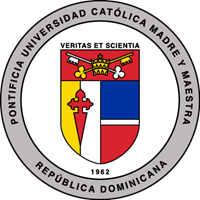 PONTIFICIA UNIVERSIDAD CATÓLICA MADRE Y MAESTRA
VERITAS ET SCIENTIA
1962
REPÚBLICA DOMINICANA